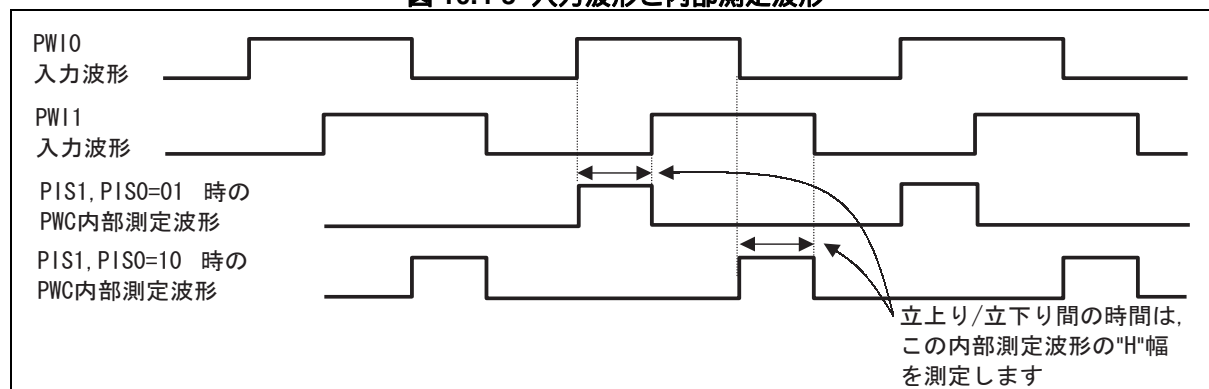 PWI0
入力波形
PWI1
入力波形
PIS1,PIS0=01 時の
PWC内部測定波形
PIS1,PIS0=10 時の
PWC内部測定波形
立上り/立下り間の時間は,
この内部測定波形の"H"幅
を測定します